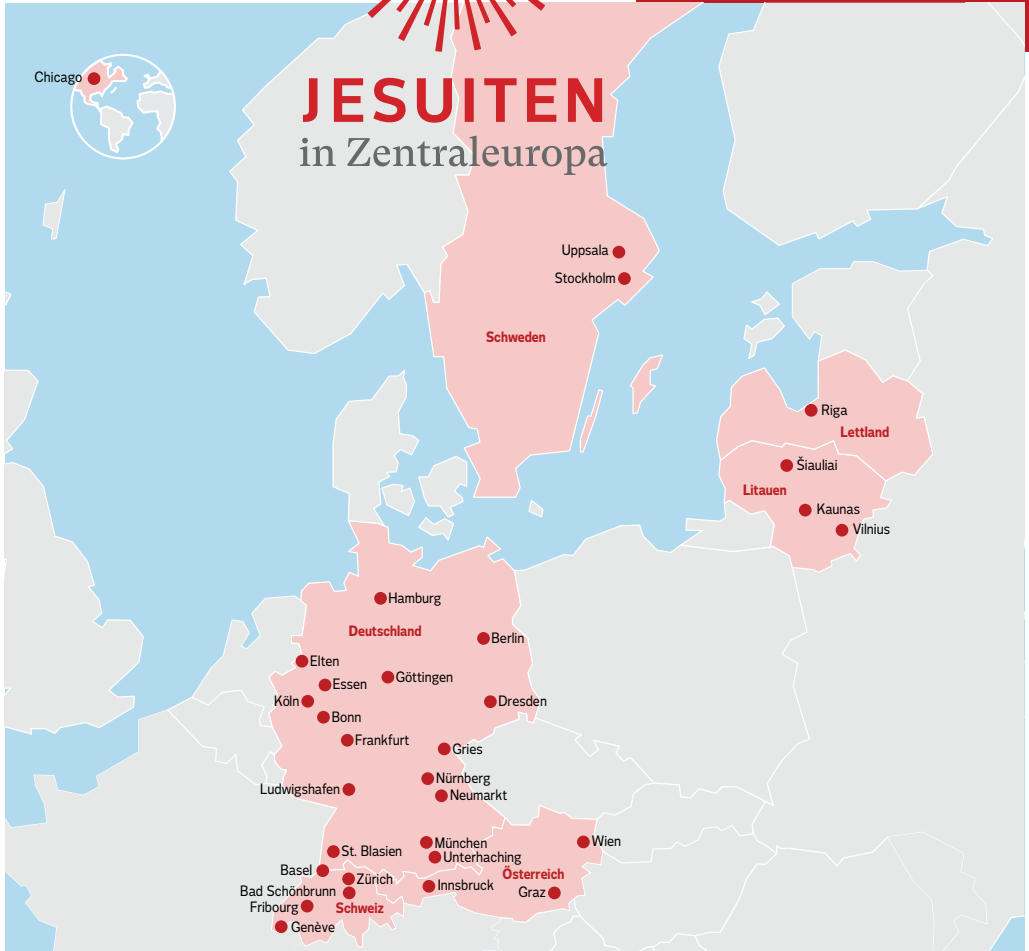 Chicago
JESUITEN
in Zentraleuropa
Uppsala
Stockholm
Schweden
Riga
Lettland
Šiauliai
Litauen
Kaunas
Vilnius
Hamburg
Deutschland
Berlin
Elten
Göttingen
Essen
Köln
Dresden
Bonn
Frankfurt
Gries
Nürnberg
Ludwigshafen
Neumarkt
München
Wien
St. Blasien
Unterhaching
Basel
Österreich
Zürich
Innsbruck
Bad Schönbrunn
Graz
Fribourg
Schweiz
Genève